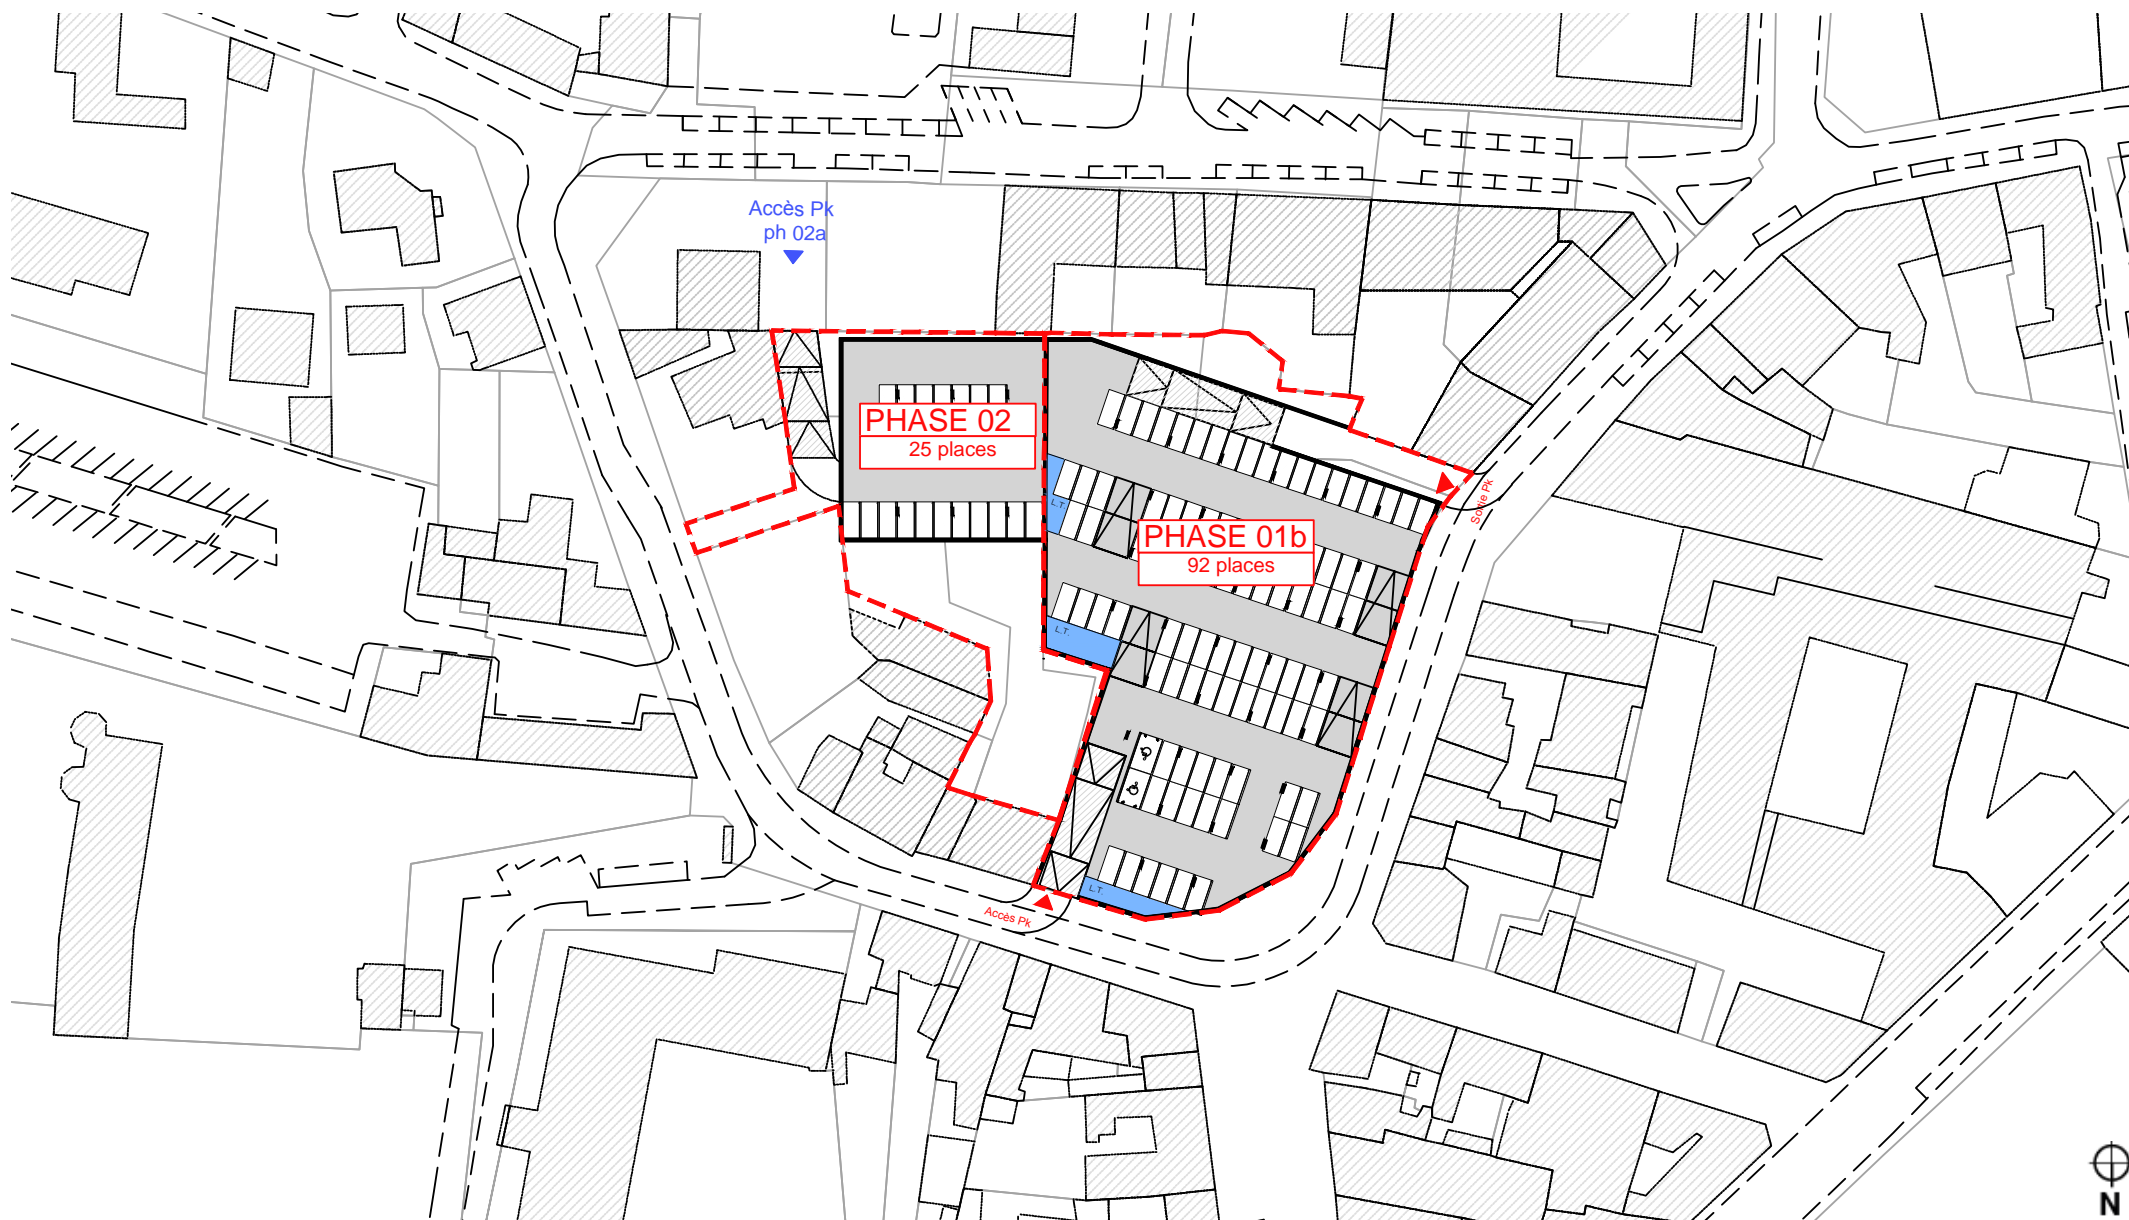 Accès Pk
ph 02a
PHASE 02
25 places
L.T.
PHASE 01b
92 places
Sortie Pk
L.T.
L.T.
Accès Pk
N